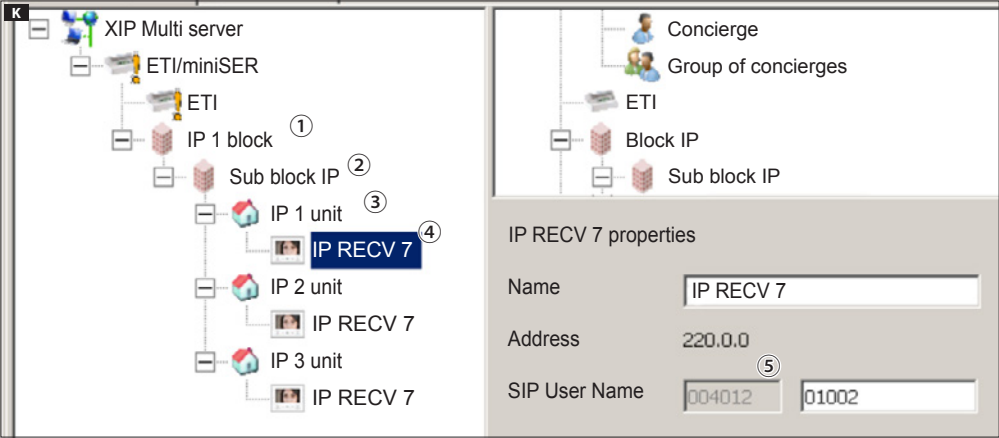 K
XIP Multi server
ETI/miniSER
ETI
IP 1 block ①
Sub block IP ②
IP 1 unit ③
IP RECV 7 ④
IP 2 unit
IP RECV 7
IP 3 unit
IP RECV 7
Concierge
Group of concierges
ETI
Block IP
Sub block IP
IP RECV 7 properties
Name IP RECV 7
Address 220.0.0
⑤
SIP User Name 004012 01002